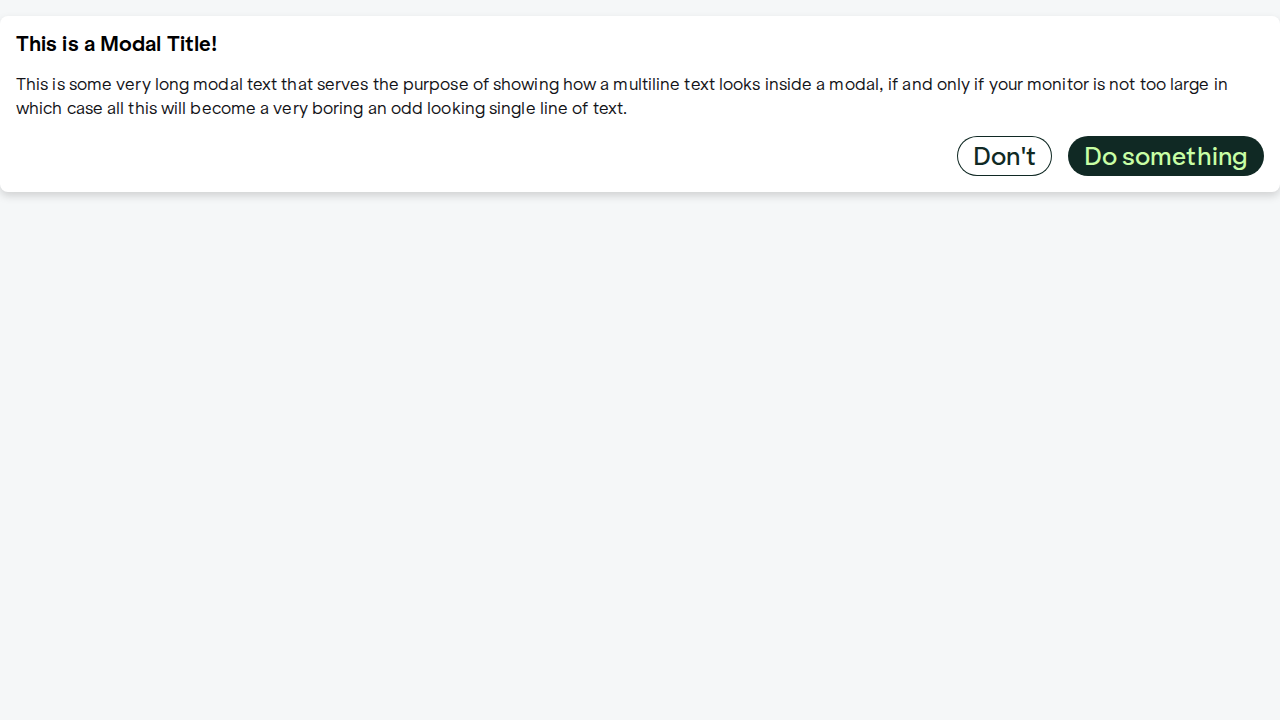 This is a Modal Title!
This is some very long modal text that serves the purpose of showing how a multiline text looks inside a modal, if and only if your monitor is not too large in
which case all this will become a very boring an odd looking single line of text.
Don't
Do something